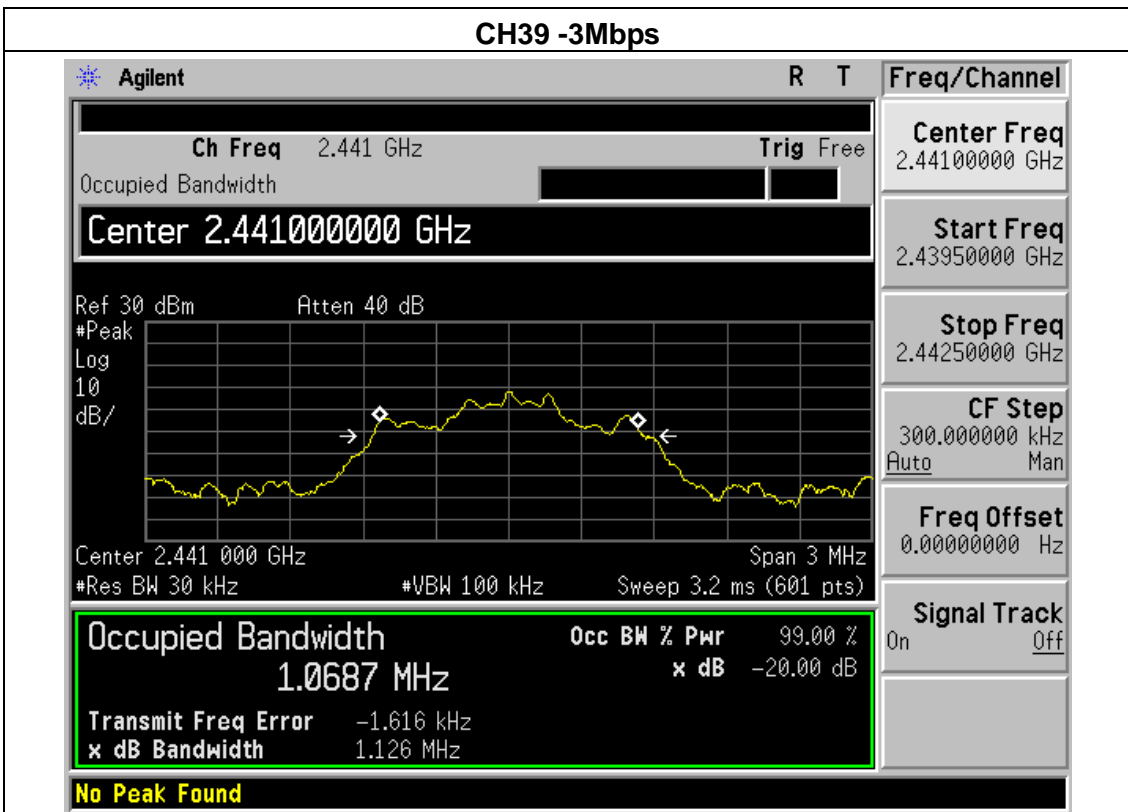 CH39 -3Mbps
Agilent R T
Ch Freq 2.441 GHz Trig Free
Occupied Bandwidth
Center 2.441000000 GHz
Ref 30 dBm Atten 40 dB
#Peak
Log
10
dB/
Center 2.441 000 GHz Span 3 MHz
#Res BW 30 kHz #VBW 100 kHz Sweep 3.2 ms (601 pts)
Occupied Bandwidth Occ BW % Pwr 99.00 %
1.0687 MHz x dB -20.00 dB
Transmit Freq Error -1.616 kHz
x dB Bandwidth 1.126 MHz
No Peak Found
Freq/Channel
Center Freq
2.44100000 GHz
Start Freq
2.43950000 GHz
Stop Freq
2.44250000 GHz
CF Step
300.000000 kHz
Auto Man
Freq Offset
0.00000000 Hz
Signal Track
On Off